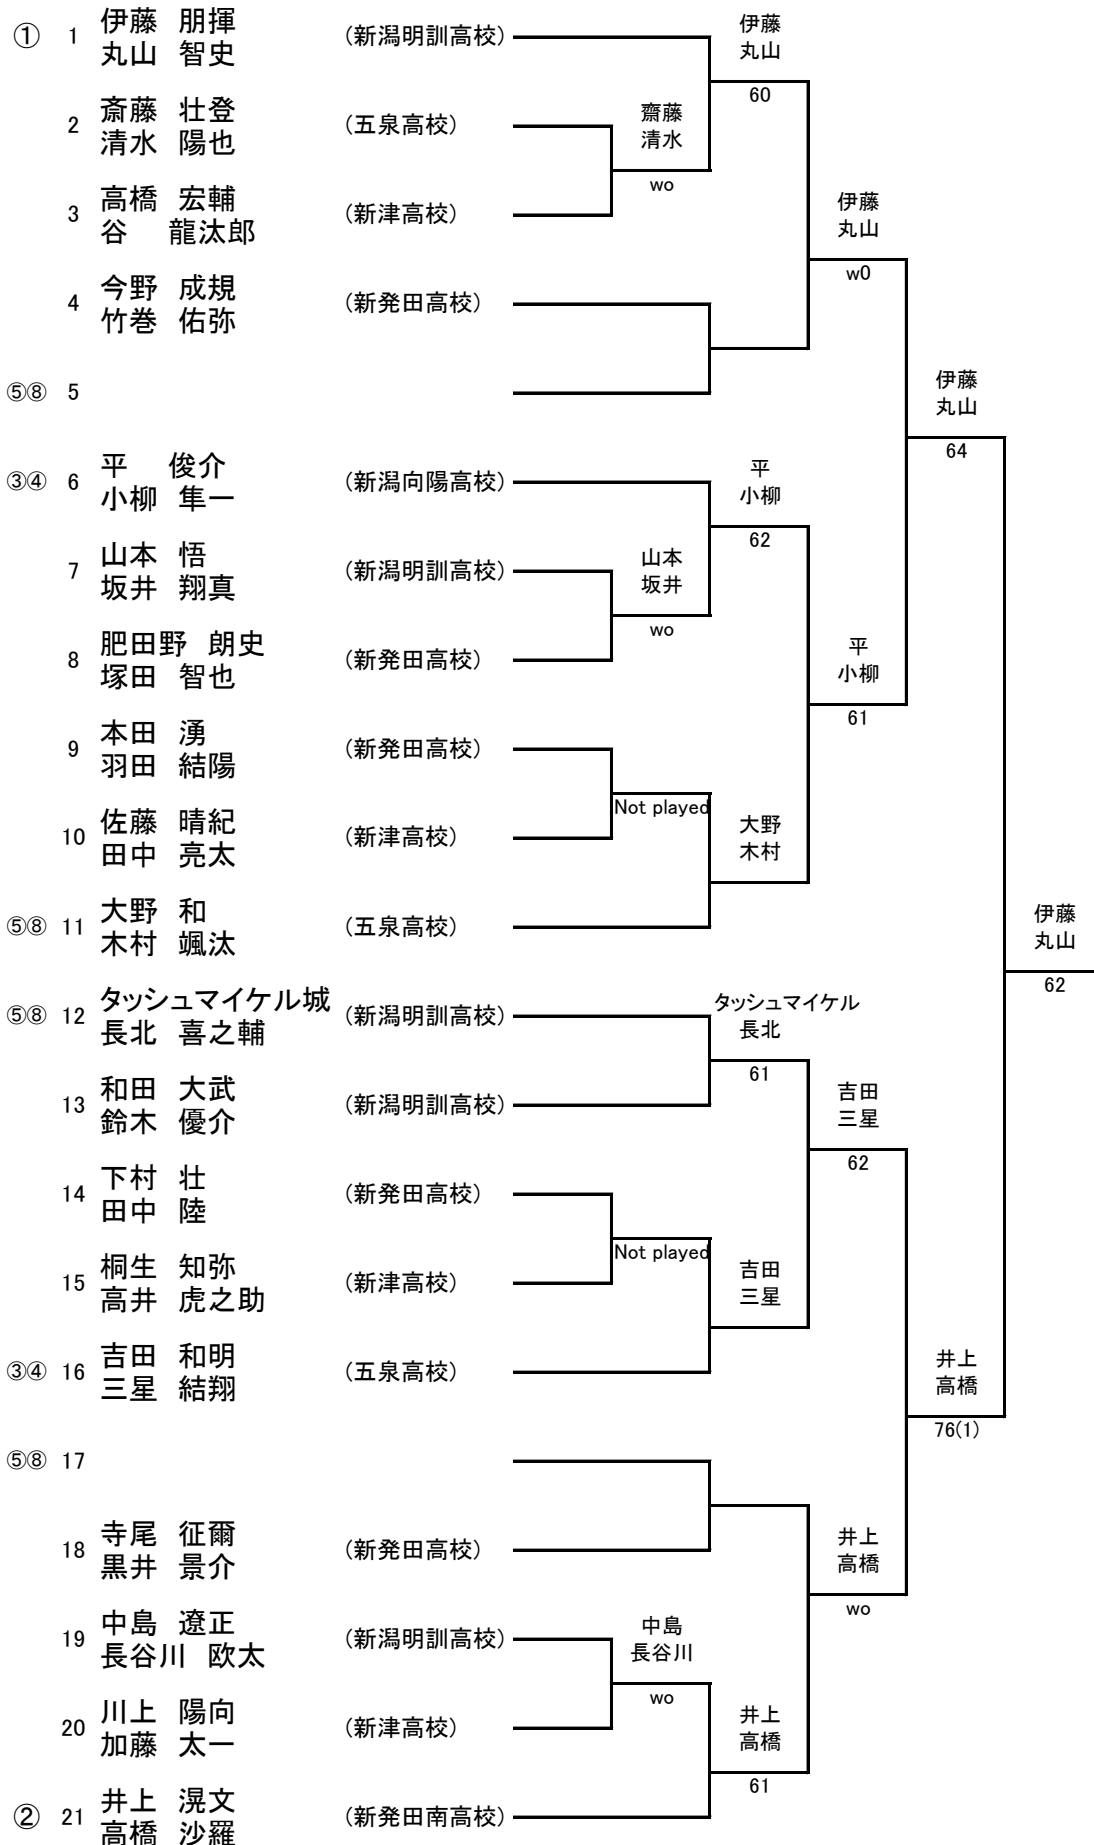 ① 1 伊藤 朋揮
丸山 智史
(新潟明訓高校)
伊藤
丸山
60
2 斎藤 壮登
清水 陽也
(五泉高校)
齋藤
清水
wo
3 高橋 宏輔
谷 龍汰郎
(新津高校)
伊藤
丸山
w0
4 今野 成規
竹巻 佑弥
(新発田高校)
⑤⑧ 5
伊藤
丸山
64
③④ 6 平 俊介
小柳 隼一
(新潟向陽高校)
平
小柳
62
7 山本 悟
坂井 翔真
(新潟明訓高校)
山本
坂井
wo
8 肥田野 朗史
塚田 智也
(新発田高校)
平
小柳
61
9 本田 湧
羽田 結陽
(新発田高校)
Not played
10 佐藤 晴紀
田中 亮太
(新津高校)
大野
木村
⑤⑧ 11 大野 和
木村 颯汰
(五泉高校)
伊藤
丸山
62
⑤⑧ 12 タッシュマイケル城
長北 喜之輔
(新潟明訓高校)
タッシュマイケル
長北
61
13 和田 大武
鈴木 優介
(新潟明訓高校)
吉田
三星
62
14 下村 壮
田中 陸
(新発田高校)
Not played
15 桐生 知弥
高井 虎之助
(新津高校)
吉田
三星
③④ 16 吉田 和明
三星 結翔
(五泉高校)
井上
高橋
76(1)
⑤⑧ 17
18 寺尾 征爾
黒井 景介
(新発田高校)
井上
高橋
wo
19 中島 遼正
長谷川 欧太
(新潟明訓高校)
中島
長谷川
wo
20 川上 陽向
加藤 太一
(新津高校)
井上
高橋
61
② 21 井上 滉文
高橋 沙羅
(新発田南高校)